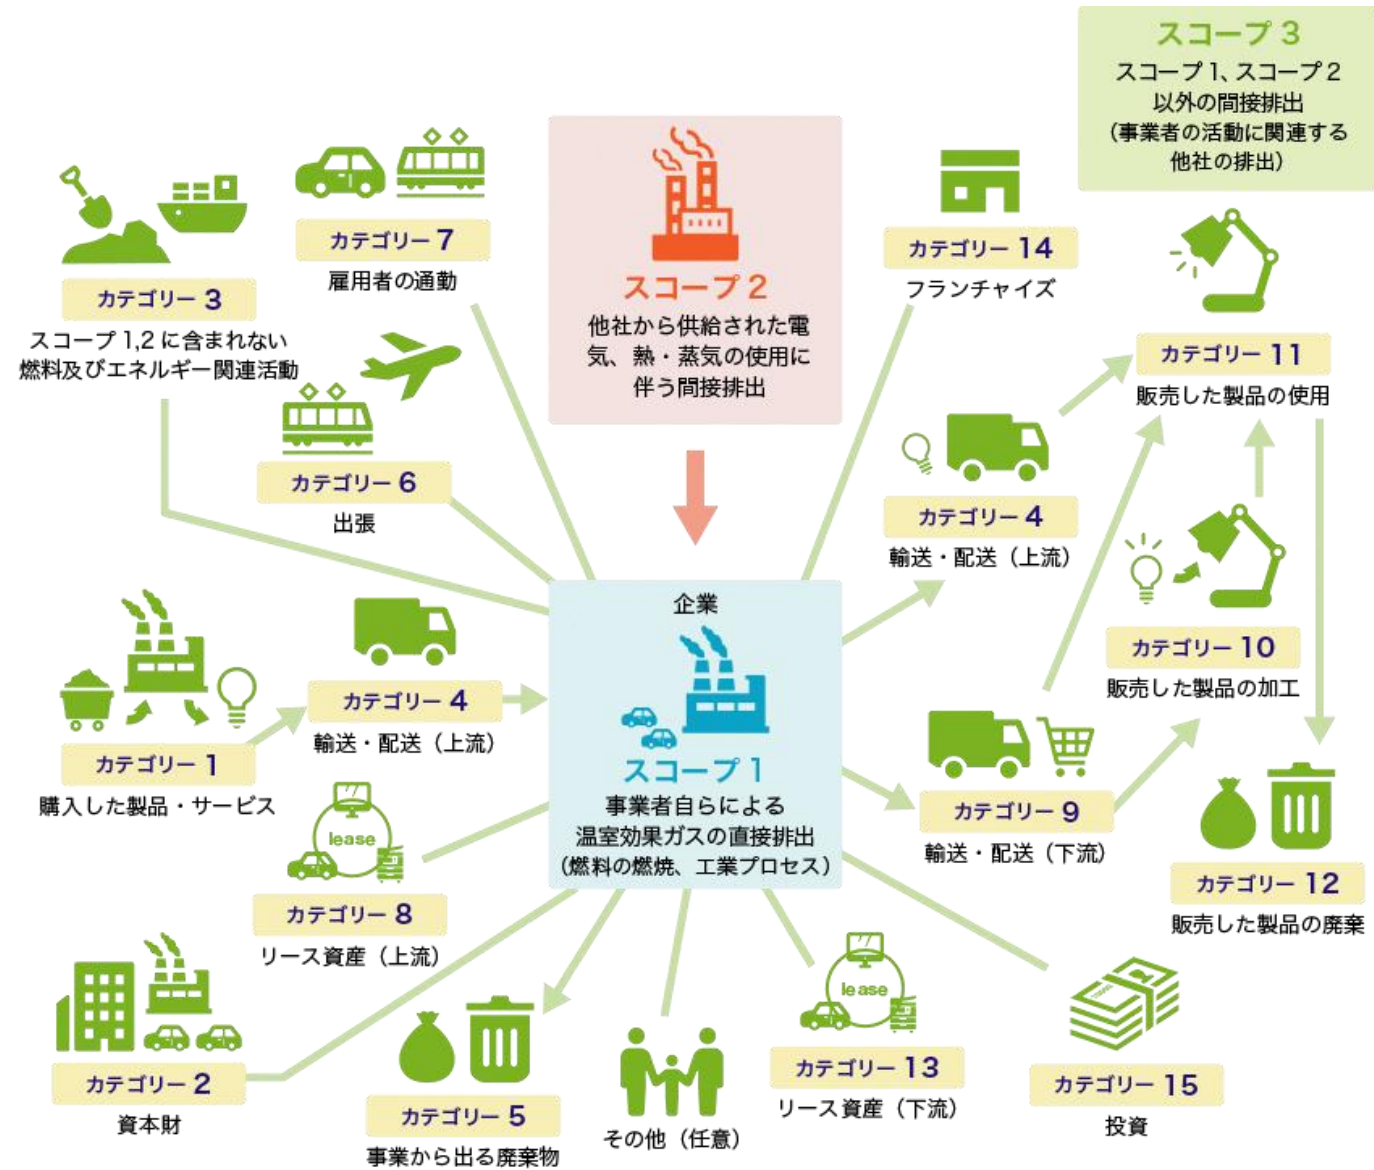 スコープ 3
スコープ 1、スコープ 2
以外の間接排出
（事業者の活動に関連する
他社の排出）
カテゴリー 7
雇用者の通勤
カテゴリー 3
スコープ 1,2 に含まれない
燃料及びエネルギー関連活動
スコープ 2
他社から供給された電
気、熱・蒸気の使用に
伴う間接排出
カテゴリー 14
フランチャイズ
カテゴリー 11
販売した製品の使用
カテゴリー 6
出張
カテゴリー 4
輸送・配送（上流）
カテゴリー 10
販売した製品の加工
企業
スコープ 1
事業者自らによる
温室効果ガスの直接排出
（燃料の燃焼、工業プロセス）
カテゴリー 4
輸送・配送（上流）
カテゴリー 1
購入した製品・サービス
lease
カテゴリー 8
リース資産（上流）
カテゴリー 9
輸送・配送（下流）
カテゴリー 12
販売した製品の廃棄
カテゴリー 2
資本財
カテゴリー 5
事業から出る廃棄物
その他（任意）
lease
カテゴリー 13
リース資産（下流）
カテゴリー 15
投資